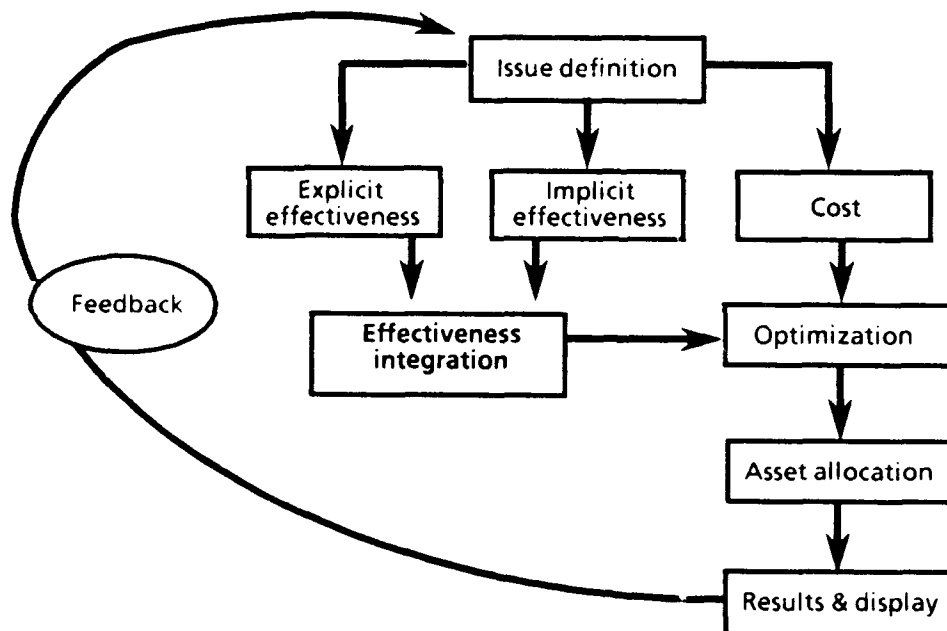 Issue definition
Explicit
effectiveness
Implicit
effectiveness
Cost
Feedback
Effectiveness
integration
Optimization
Asset allocation
Results & display